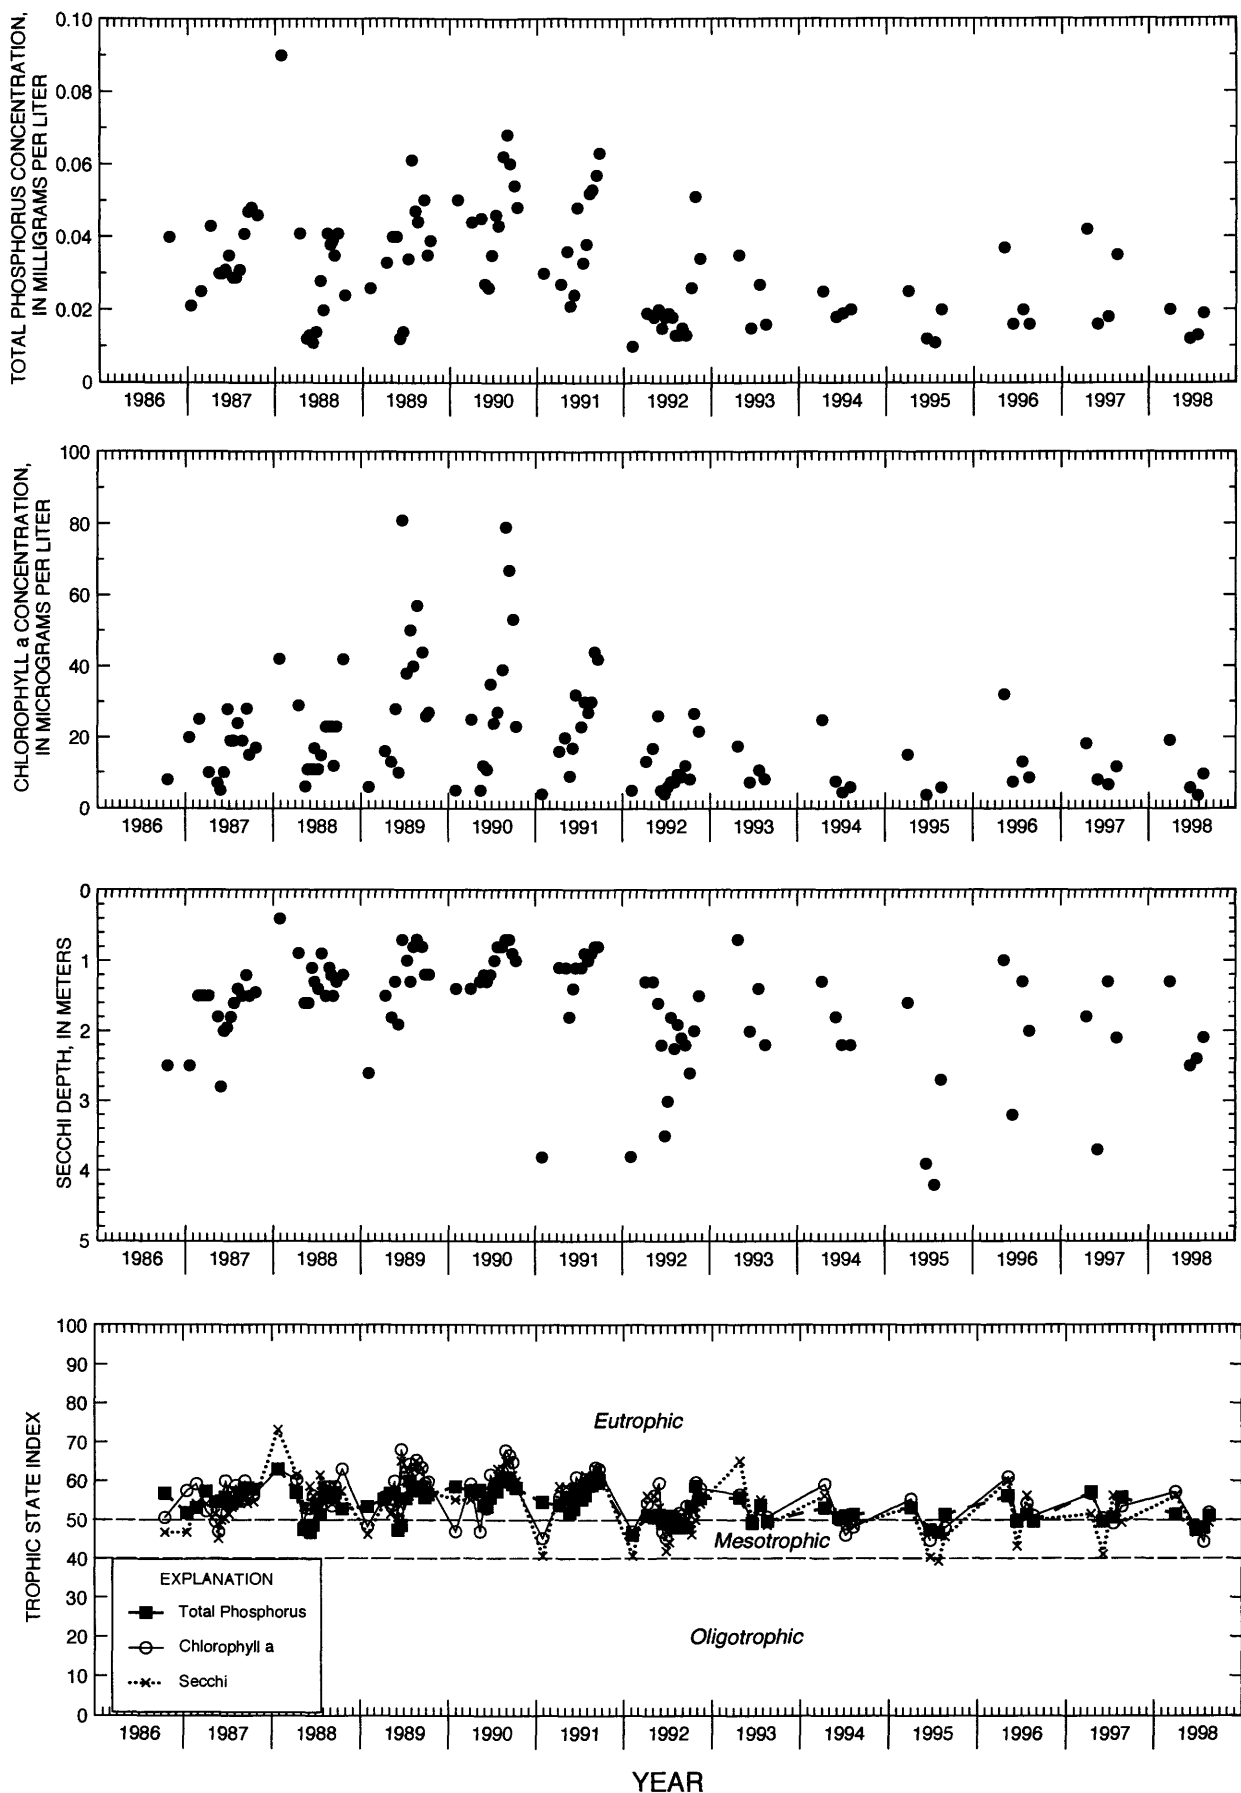 TOTAL PHOSPHORUS CONCENTRATION,
IN MILLIGRAMS PER LITER
0.10
0.08
0.06
0.04
0.02
0
1986 1987 1988 1989 1990 1991 1992 1993 1994 1995 1996 1997 1998
CHLOROPHYLL a CONCENTRATION,
IN MICROGRAMS PER LITER
100
80
60
40
20
0
1986 1987 1988 1989 1990 1991 1992 1993 1994 1995 1996 1997 1998
SECCHI DEPTH, IN METERS
0
1
2
3
4
5
1986 1987 1988 1989 1990 1991 1992 1993 1994 1995 1996 1997 1998
TROPHIC STATE INDEX
100
90
80
70
60
50
40
30
20
10
0
Eutrophic
Mesotrophic
Oligotrophic
EXPLANATION
Total Phosphorus
Chlorophyll a
Secchi
1986 1987 1988 1989 1990 1991 1992 1993 1994 1995 1996 1997 1998
YEAR